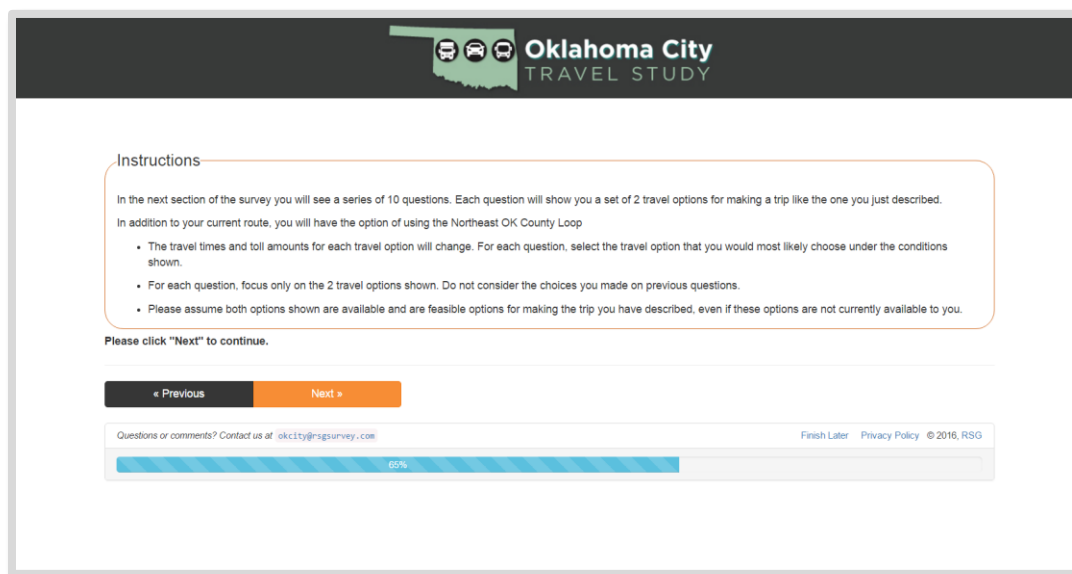 Oklahoma City
TRAVEL STUDY
Instructions
In the next section of the survey you will see a series of 10 questions. Each question will show you a set of 2 travel options for making a trip like the one you just described.
In addition to your current route, you will have the option of using the Northeast OK County Loop
• The travel times and toll amounts for each travel option will change. For each question, select the travel option that you would most likely choose under the conditions
shown.
• For each question, focus only on the 2 travel options shown. Do not consider the choices you made on previous questions.
• Please assume both options shown are available and are feasible options for making the trip you have described, even if these options are not currently available to you.
Please click "Next" to continue.
« Previous Next »
Questions or comments? Contact us at okcity@rsgsurvey.com Finish Later Privacy Policy © 2016, RSG
65%